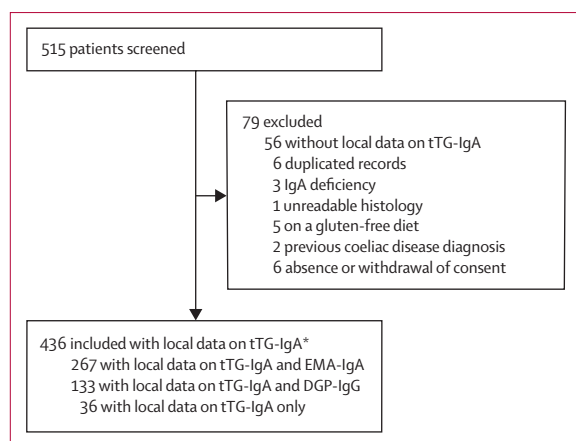 515 patients screened
79 excluded
56 without local data on tTG-IgA
6 duplicated records
3 IgA deficiency
1 unreadable histology
5 on a gluten-free diet
2 previous coeliac disease diagnosis
6 absence or withdrawal of consent
436 included with local data on tTG-IgA*
267 with local data on tTG-IgA and EMA-IgA
133 with local data on tTG-IgA and DGP-IgG
36 with local data on tTG-IgA only